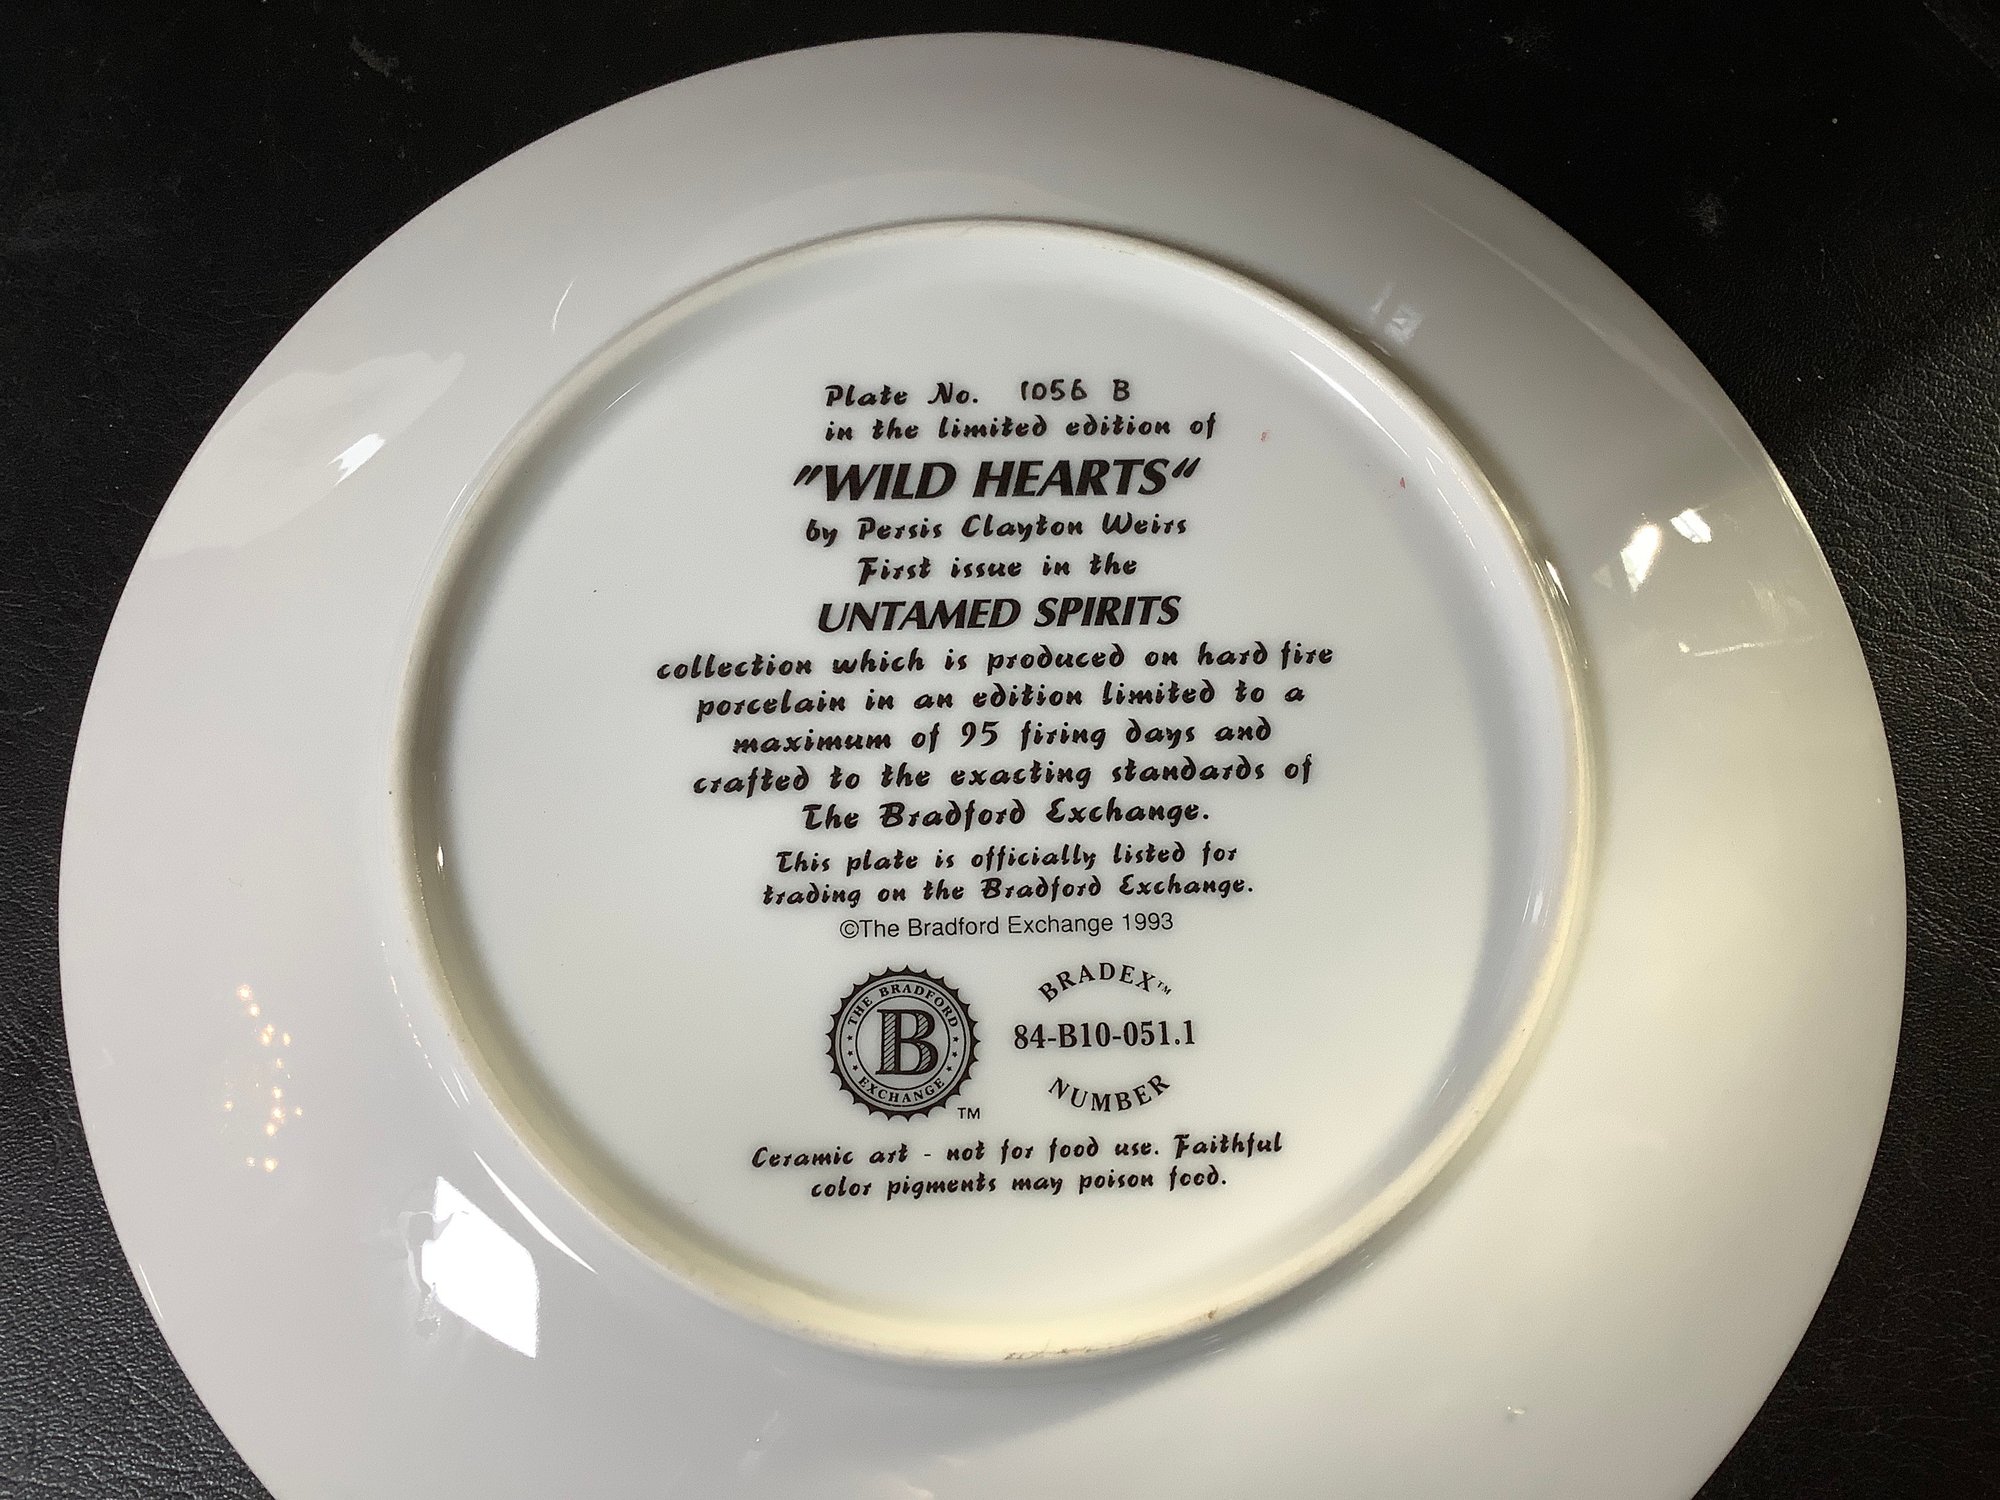 Plate No. 1056 B
in the limited edition of
"WILD HEARTS"
by Persis Clayton Weirs
First issue in the
UNTAMED SPIRITS
collection which is produced on hard fire
porcelain in an edition limited to a
maximum of 95 firing days and
crafted to the exacting standards of
The Bradford Exchange.
This plate is officially listed for
trading on the Bradford Exchange.
©The Bradford Exchange 1993
THE BRADFORD
B
EXCHANGE
TM
BRADEX™
84-B10-051.1
NUMBER
Ceramic art - not for food use. Faithful
color pigments may poison food.